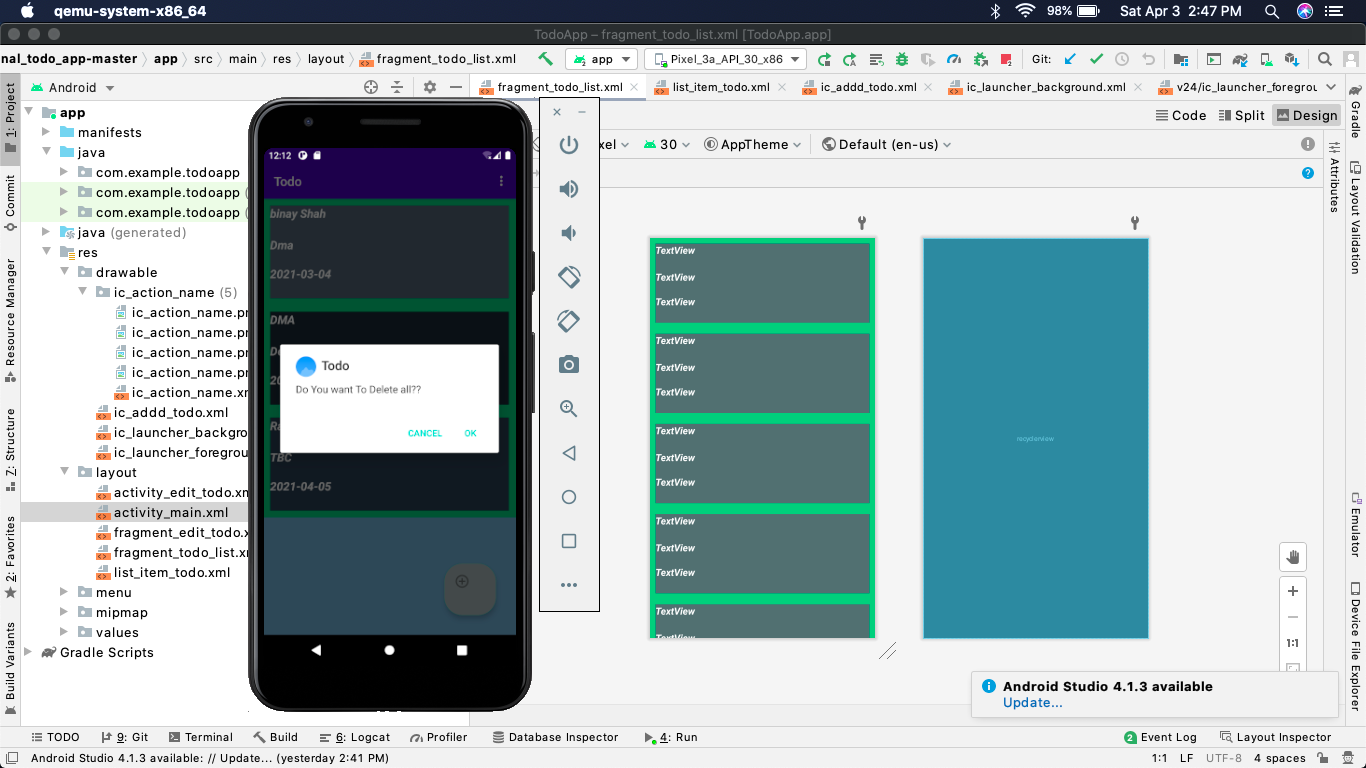 qemu-system-x86_64 98% Sat Apr 3 2:47 PM
TodoApp – fragment_todo_list.xml [TodoApp.app]
nal_todo_app-master app src main res layout fragment_todo_list.xml app Pixel_3a_API_30_x86 Git:
Android fragment_todo_list.xml list_item_todo.xml ic_addd_todo.xml ic_launcher_background.xml v24/ic_launcher_foregrou
Code Split Design
xel 30 AppTheme Default (en-us)
1: Project
Commit
Resource Manager
Z: Structure
2: Favorites
Build Variants
app
manifests
java
com.example.todoapp
com.example.todoapp (
com.example.todoapp (
java (generated)
res
drawable
ic_action_name (5)
ic_action_name.pr
ic_action_name.pr
ic_action_name.pr
ic_action_name.pr
ic_action_name.xm
ic_addd_todo.xml
ic_launcher_backgro
ic_launcher_foregrou
layout
activity_edit_todo.xm
activity_main.xml
fragment_edit_todo.x
fragment_todo_list.xm
list_item_todo.xml
menu
mipmap
values
Gradle Scripts
12:12
Todo
binay Shah
Dma
2021-03-04
DMA
Todo
Do You want To Delete all??
CANCEL OK
TBC
2021-04-05
TextView
TextView
TextView
TextView
TextView
TextView
TextView
TextView
TextView
TextView
TextView
TextView
TextView
TextView
recyclerview
1:1
Gradle
Attributes
Layout Validation
Emulator
Device File Explorer
Android Studio 4.1.3 available
Update...
TODO 9: Git Terminal Build 6: Logcat Profiler Database Inspector 4: Run 2 Event Log Layout Inspector
Android Studio 4.1.3 available: // Update... (yesterday 2:41 PM) 1:1 LF UTF-8 4 spaces